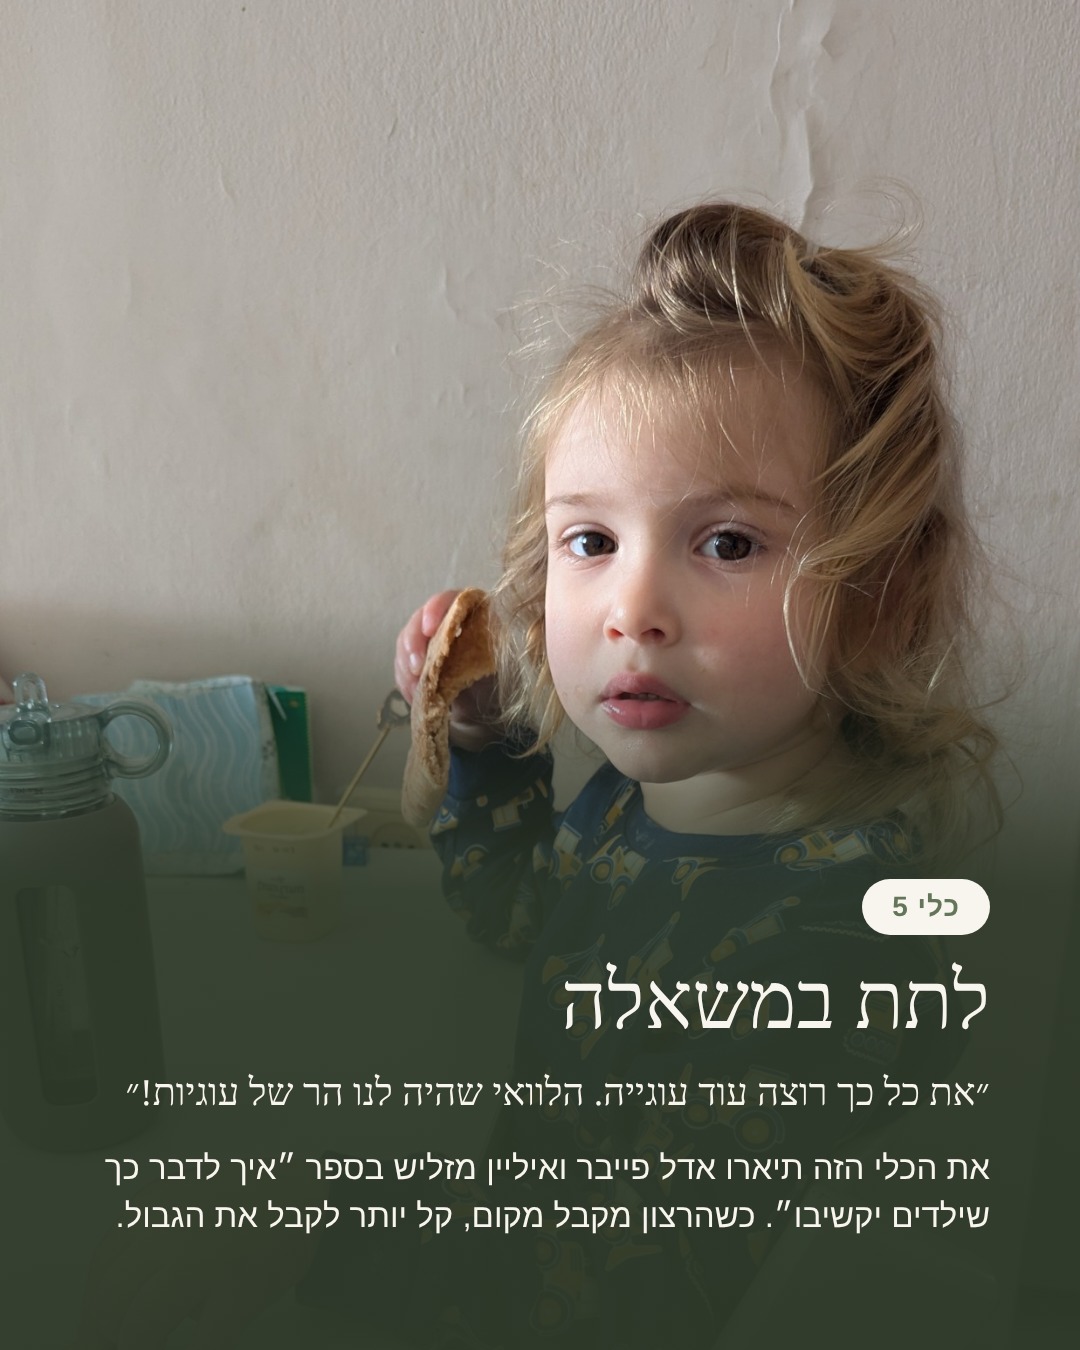 כלי 5
לתת במשאלה
״את כל כך רוצה עוד עוגייה. הלוואי שהיה לנו הר של עוגיות!״
את הכלי הזה תיארו אדל פייבר ואיליין מזליש בספר ״איך לדבר כך
שילדים יקשיבו״. כשהרצון מקבל מקום, קל יותר לקבל את הגבול.